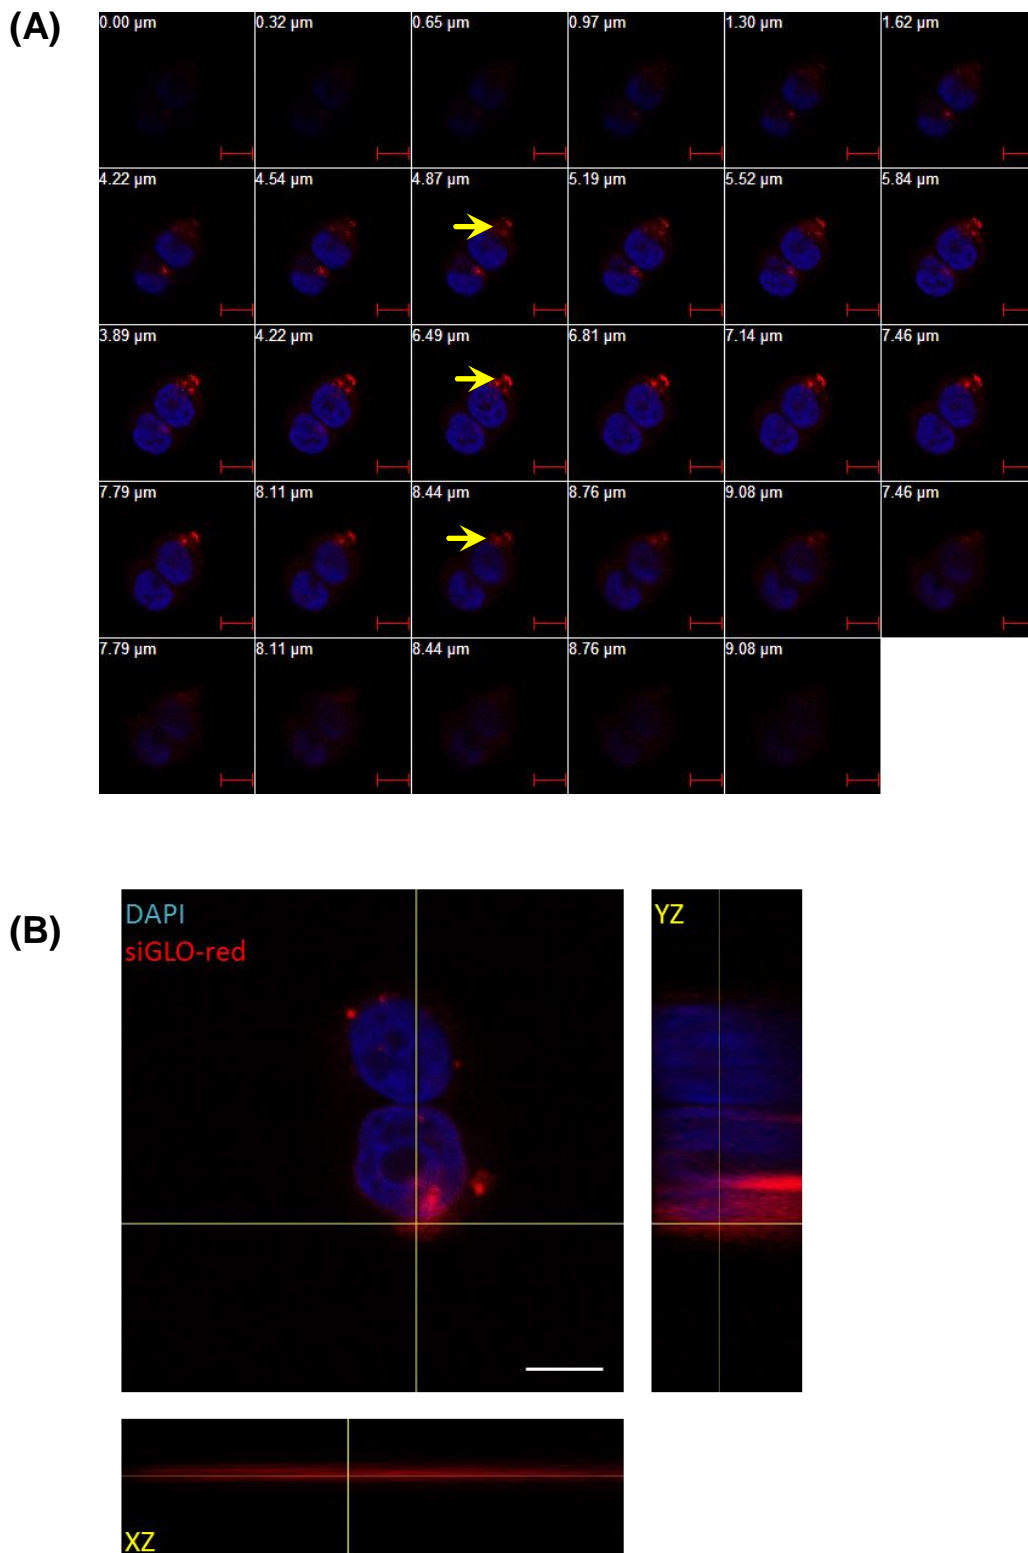 (A)
0.00 µm 0.32 µm 0.65 µm 0.97 µm 1.30 µm 1.62 µm
4.22 µm 4.54 µm 4.87 µm 5.19 µm 5.52 µm 5.84 µm
3.89 µm 4.22 µm 6.49 µm 6.81 µm 7.14 µm 7.46 µm
7.79 µm 8.11 µm 8.44 µm 8.76 µm 9.08 µm 7.46 µm
7.79 µm 8.11 µm 8.44 µm 8.76 µm 9.08 µm
(B)
DAPI
siGLO-red
YZ
XZ